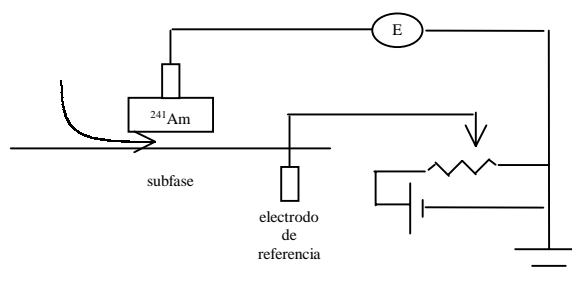 E
²⁴¹Am
subfase
electrodo
de
referencia